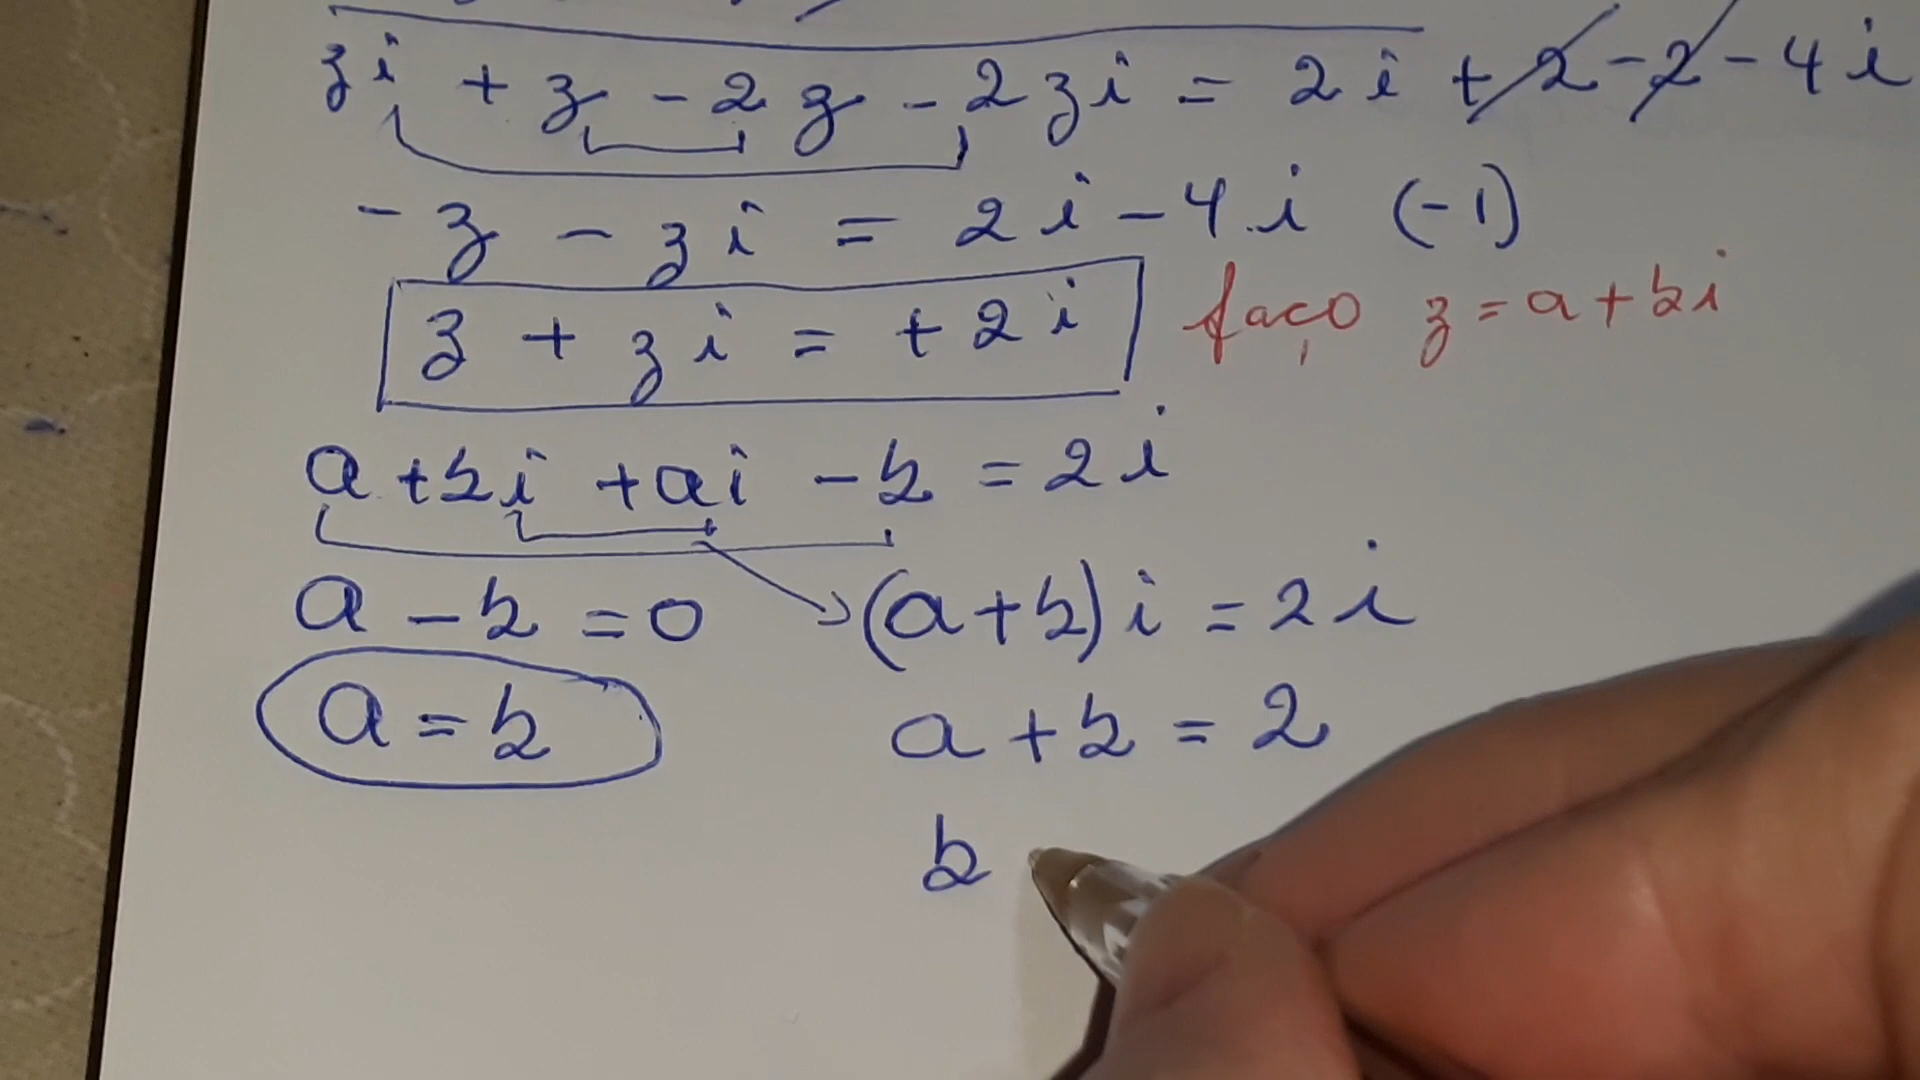 zi + z - 2z - 2zi = 2i + 2 - 2 - 4i
- z - zi = 2i - 4i (-1)
z + zi = + 2i faço z = a + bi
a + bi + ai - b = 2i
a - b = 0 (a + b) i = 2i
a = b a + b = 2
b